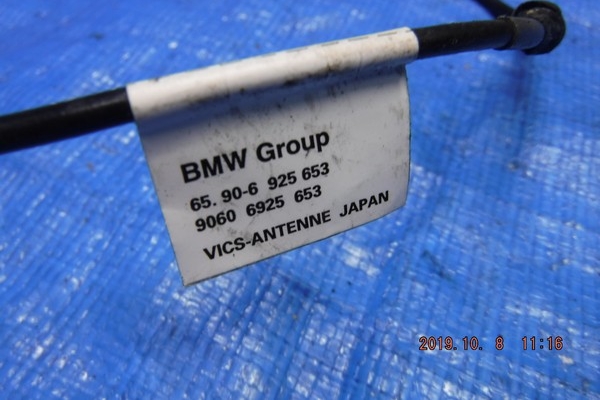 BMW Group
65. 90-6 925 653
9060 6925 653
VICS-ANTENNE JAPAN
2019.10. 8 11:16